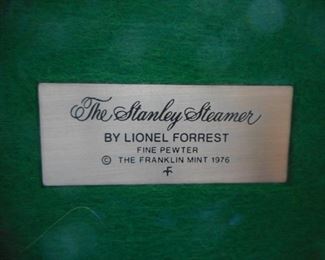 The Stanley Steamer
BY LIONEL FORREST
FINE PEWTER
© THE FRANKLIN MINT 1976